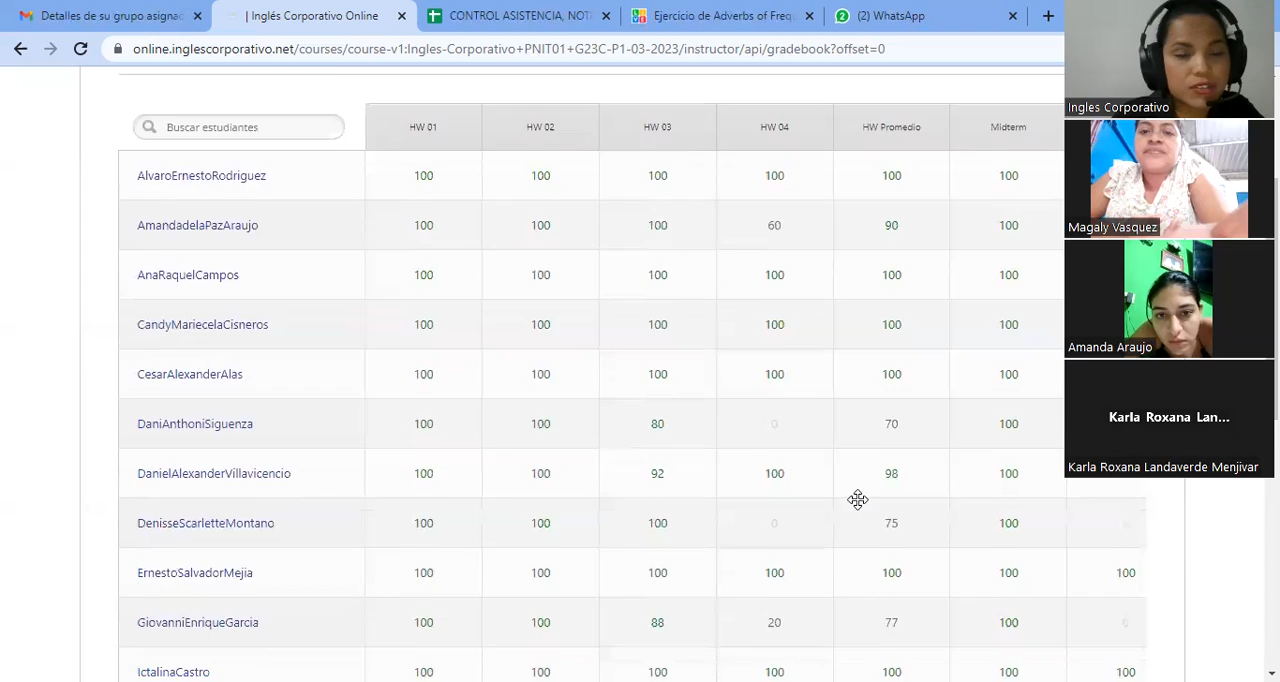 Detalles de su grupo asignad
| Inglés Corporativo Online
CONTROL ASISTENCIA, NOT
Ejercicio de Adverbs of Freq
(2) WhatsApp
online.inglescorporativo.net/courses/course-v1:Ingles-Corporativo+PNIT01+G23C-P1-03-2023/instructor/api/gradebook?offset=0
Buscar estudiantes HW 01 HW 03 HW 04 HW Promedio Midterm
AlvaroErnestoRodriguez 100 100 100 100 100 100
AmandadelaPazAraujo 100 100 100 60 90 100
AnaRaquelCampos 100 100 100 100 100 100
CandyMariecelaCisneros 100 100 100 100 100 100
CesarAlexanderAlas 100 100 100 100 100 100
DaniAnthoniSiguenza 100 100 80 0 70 100
DanielAlexanderVillavicencio 100 100 92 100 98 100
DenisseScarletteMontano 100 100 100 0 75 100
ErnestoSalvadorMejia 100 100 100 100 100 100 100
GiovanniEnriqueGarcia 100 100 88 20 77 100 0
IctalinaCastro 100 100 100 100 100 100 100
Ingles Corporativo
Magaly Vasquez
Amanda Araujo
Karla Roxana Lan...
Karla Roxana Landaverde Menjivar